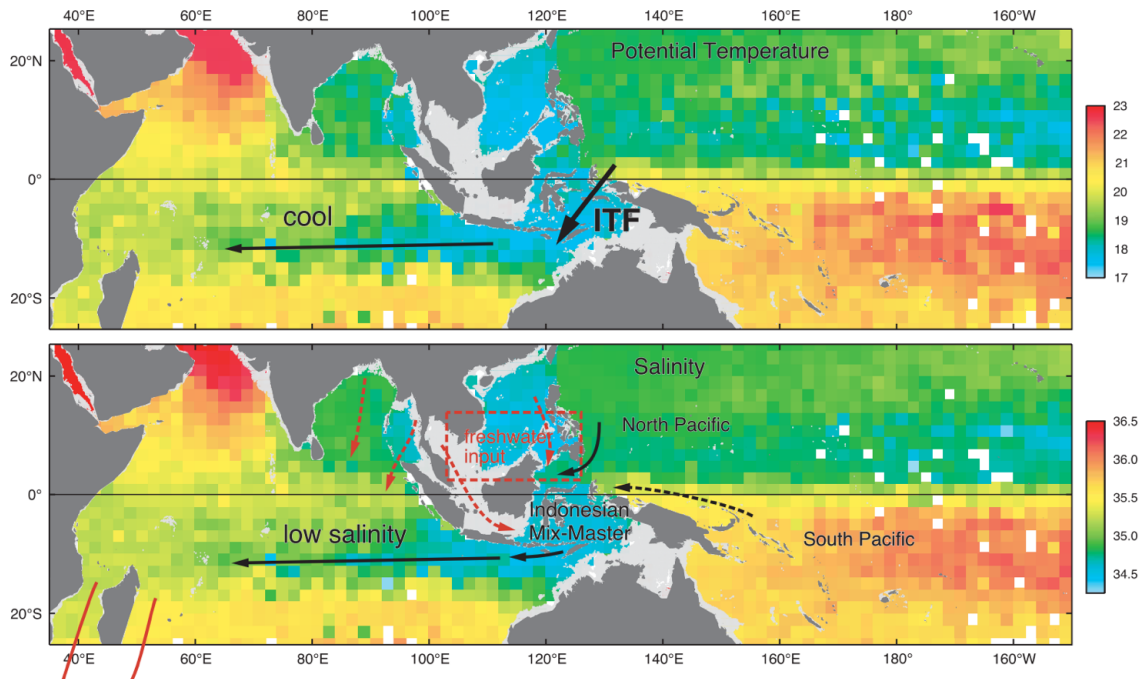 40°E 60°E 80°E 100°E 120°E 140°E 160°E 180° 160°W
Potential Temperature
20°N
0°
20°S
cool
ITF
23
22
21
20
19
18
17
Salinity
20°N
0°
20°S
North Pacific
freshwater
input
Indonesian
Mix-Master
low salinity
South Pacific
36.5
36.0
35.5
35.0
34.5
40°E 60°E 80°E 100°E 120°E 140°E 160°E 180° 160°W